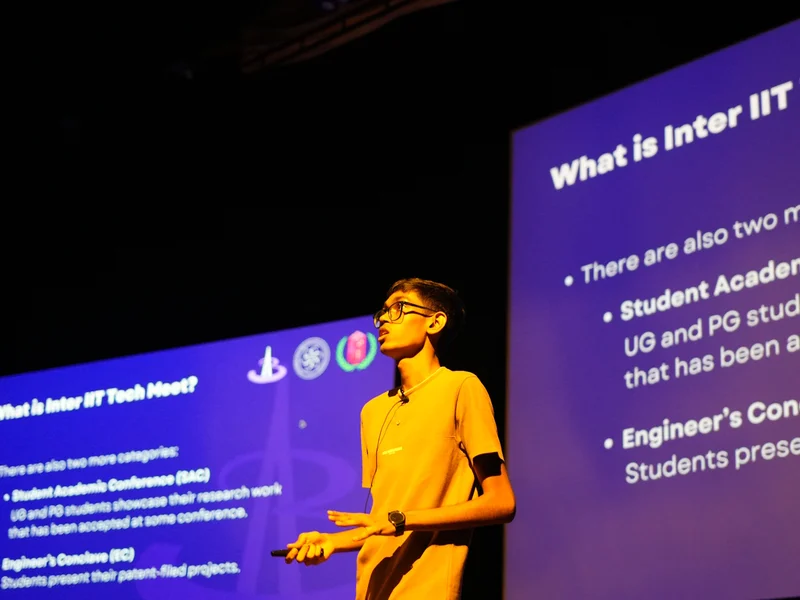 What is Inter IIT Tech Meet?
There are also two more categories:
• Student Academic Conference (SAC)
UG and PG students showcase their research work
that has been accepted at some conference.
Engineer's Conclave (EC)
Students present their patent-filed projects.
What is Inter IIT
• There are also two m
• Student Academ
UG and PG stud
that has been a
• Engineer's Conc
Students prese